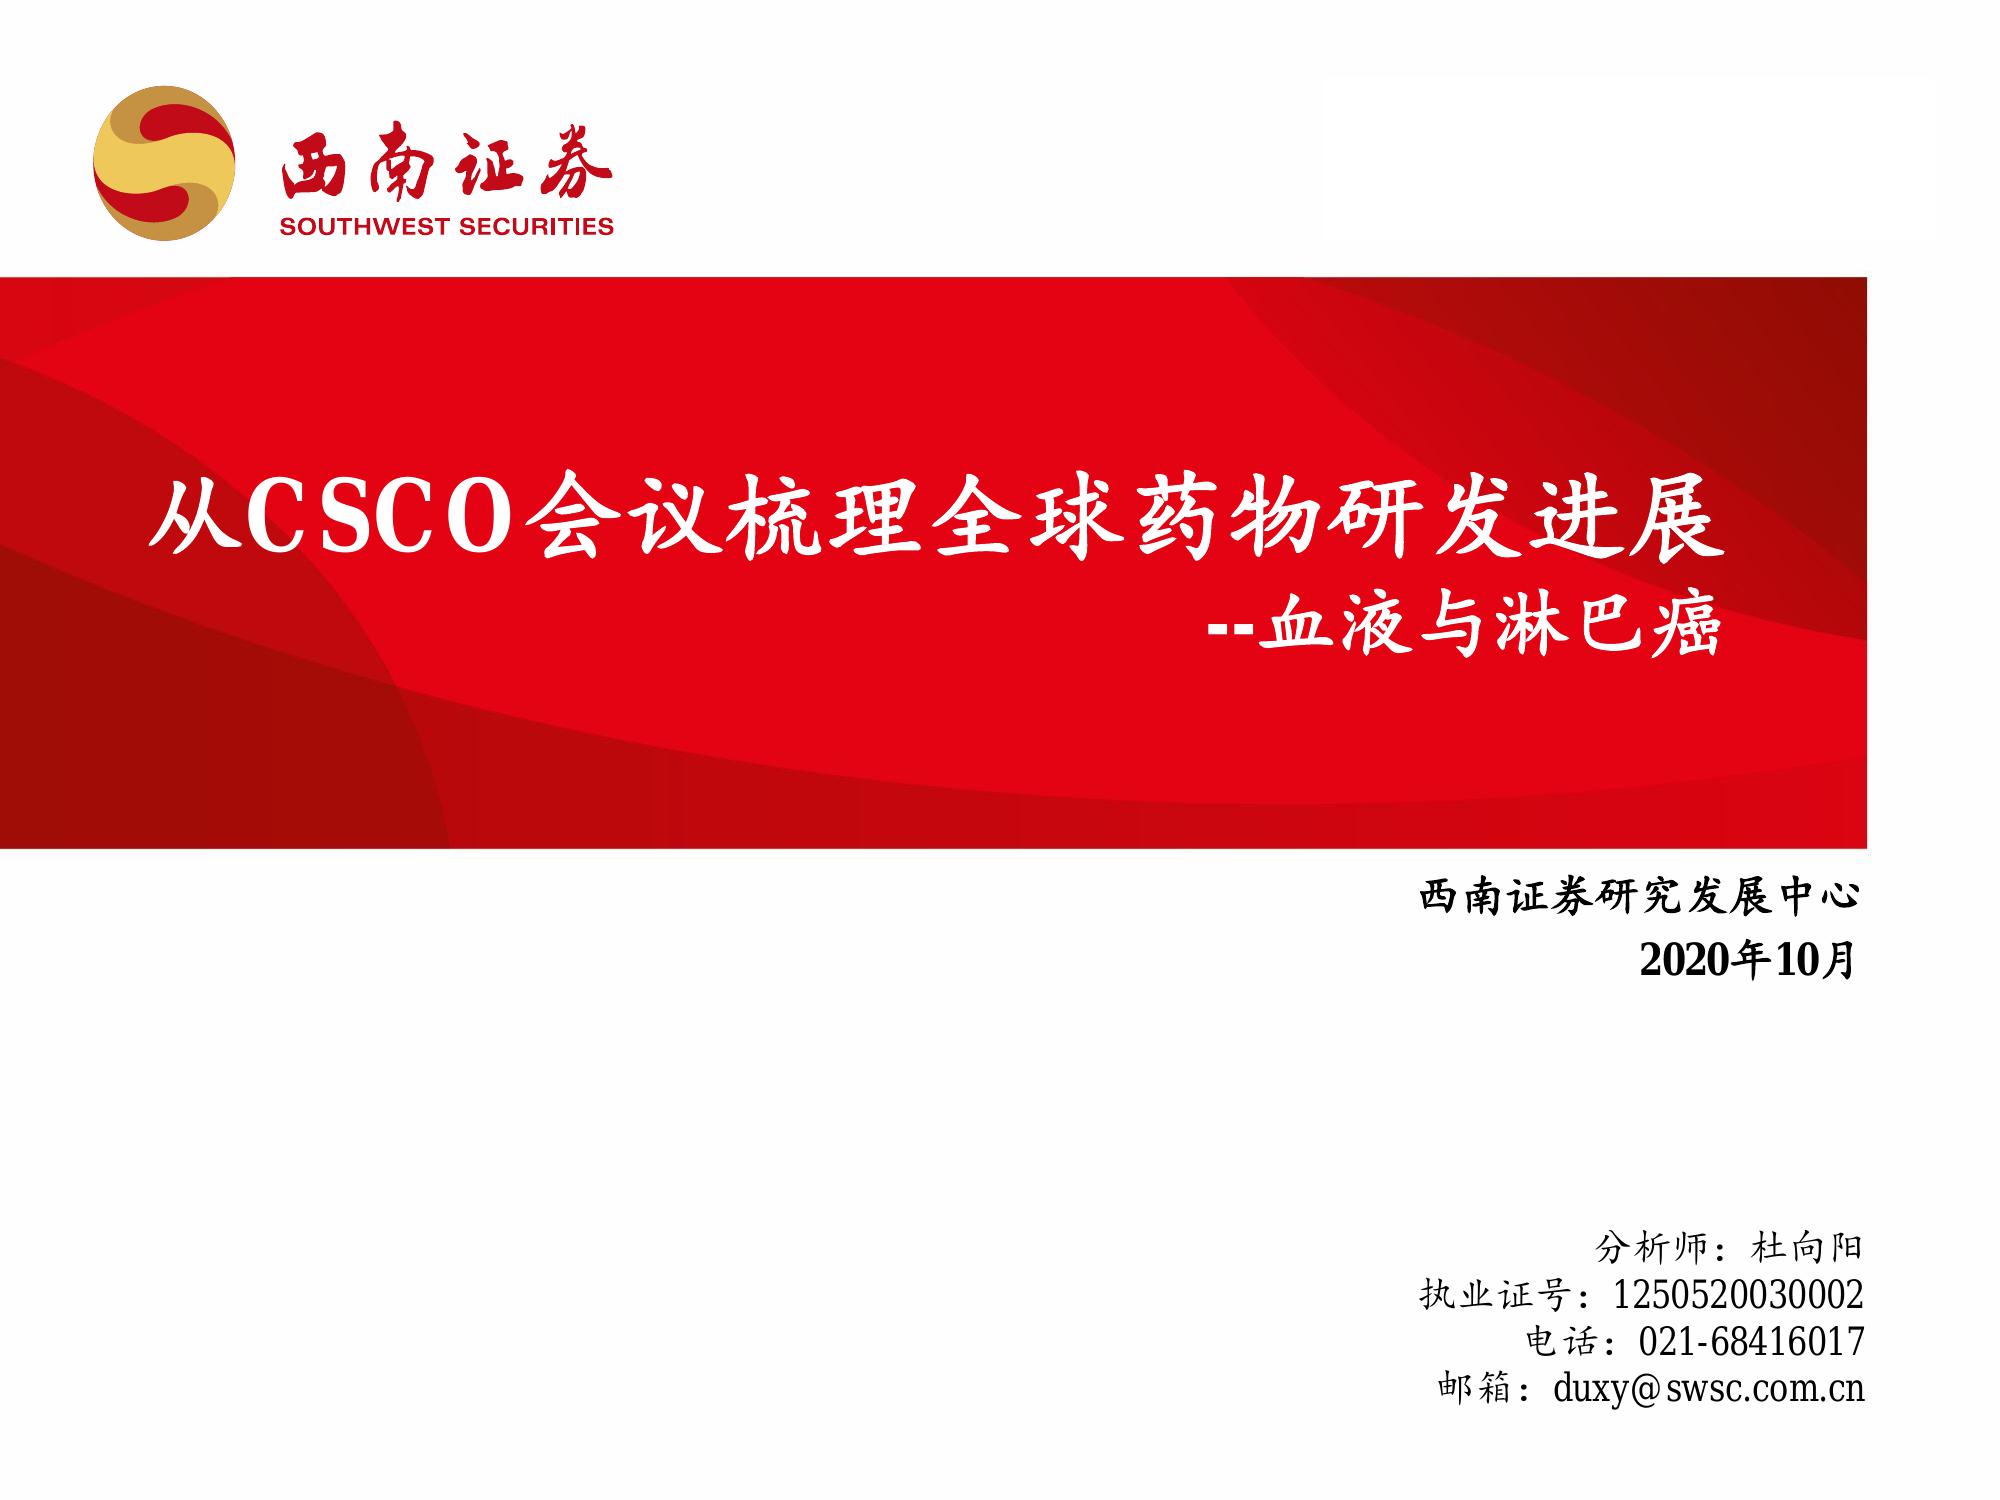 西南证券
SOUTHWEST SECURITIES
从CSCO会议梳理全球药物研发进展
--血液与淋巴癌
西南证券研究发展中心
2020年10月
分析师：杜向阳
执业证号：1250520030002
电话：021-68416017
邮箱：duxy@swsc.com.cn